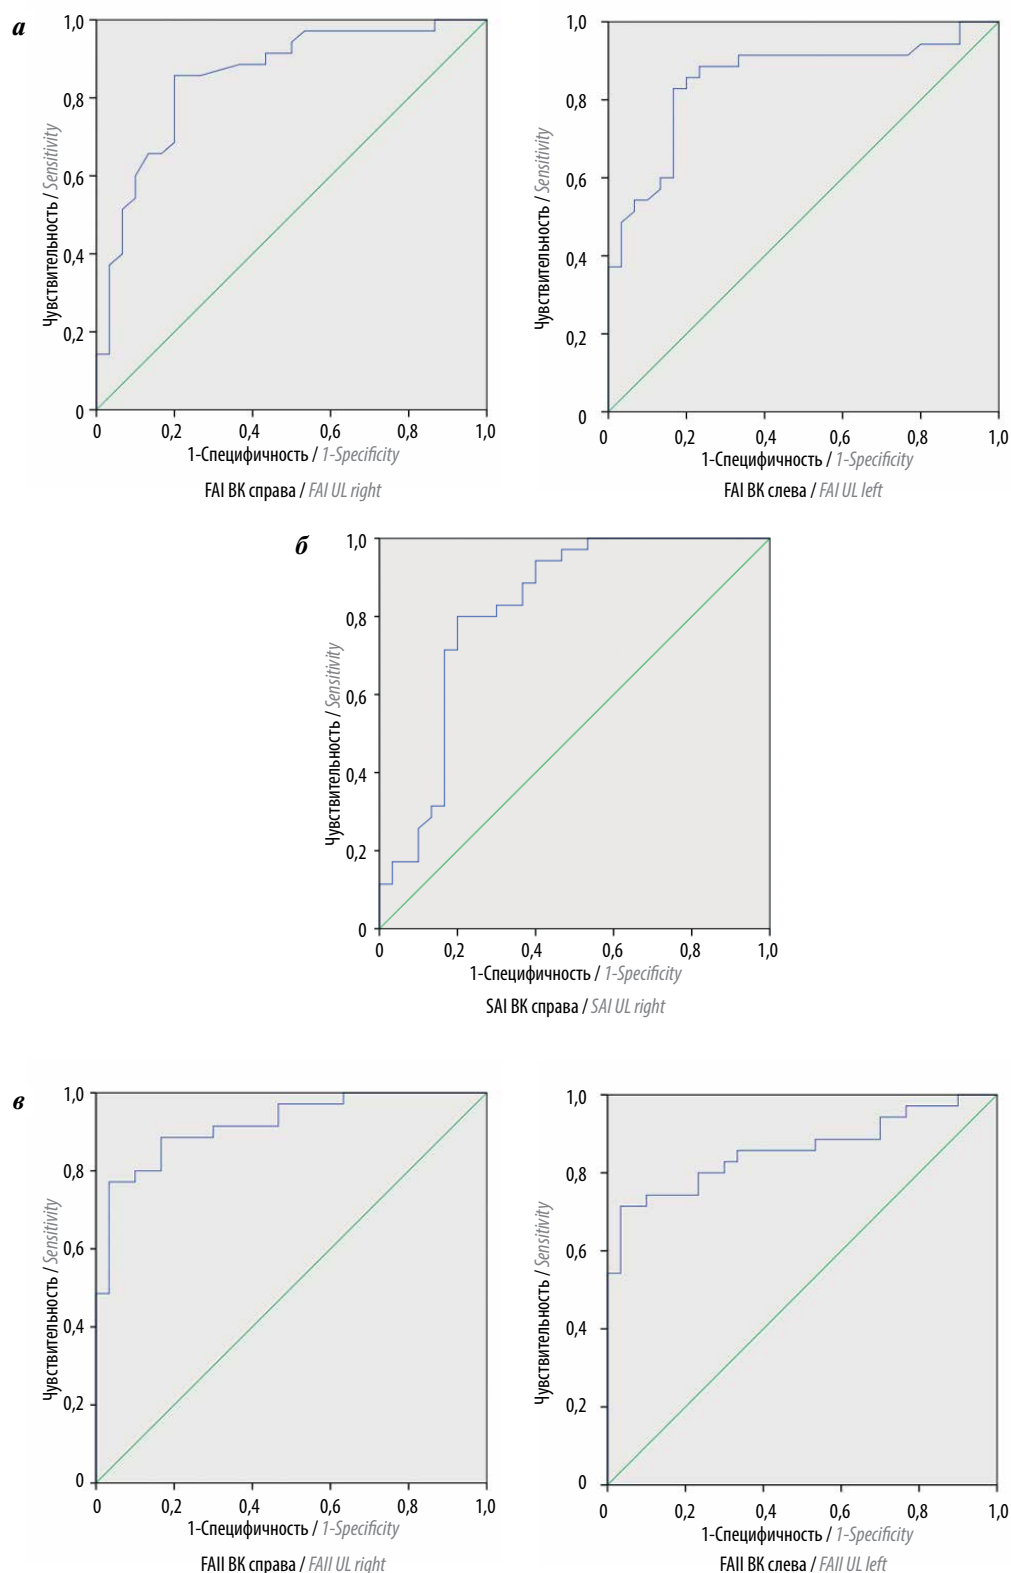 а
1,0
0,8
0,6
0,4
0,2
0
Чувствительность / Sensitivity
0 0,2 0,4 0,6 0,8 1,0
1-Специфичность / 1-Specificity
FAI ВК справа / FAI UL right
1,0
0,8
0,6
0,4
0,2
0
Чувствительность / Sensitivity
0 0,2 0,4 0,6 0,8 1,0
1-Специфичность / 1-Specificity
FAI ВК слева / FAI UL left
б
1,0
0,8
0,6
0,4
0,2
0
Чувствительность / Sensitivity
0 0,2 0,4 0,6 0,8 1,0
1-Специфичность / 1-Specificity
SAI ВК справа / SAI UL right
в
1,0
0,8
0,6
0,4
0,2
0
Чувствительность / Sensitivity
0 0,2 0,4 0,6 0,8 1,0
1-Специфичность / 1-Specificity
FAII ВК справа / FAII UL right
1,0
0,8
0,6
0,4
0,2
0
Чувствительность / Sensitivity
0 0,2 0,4 0,6 0,8 1,0
1-Специфичность / 1-Specificity
FAII ВК слева / FAII UL left